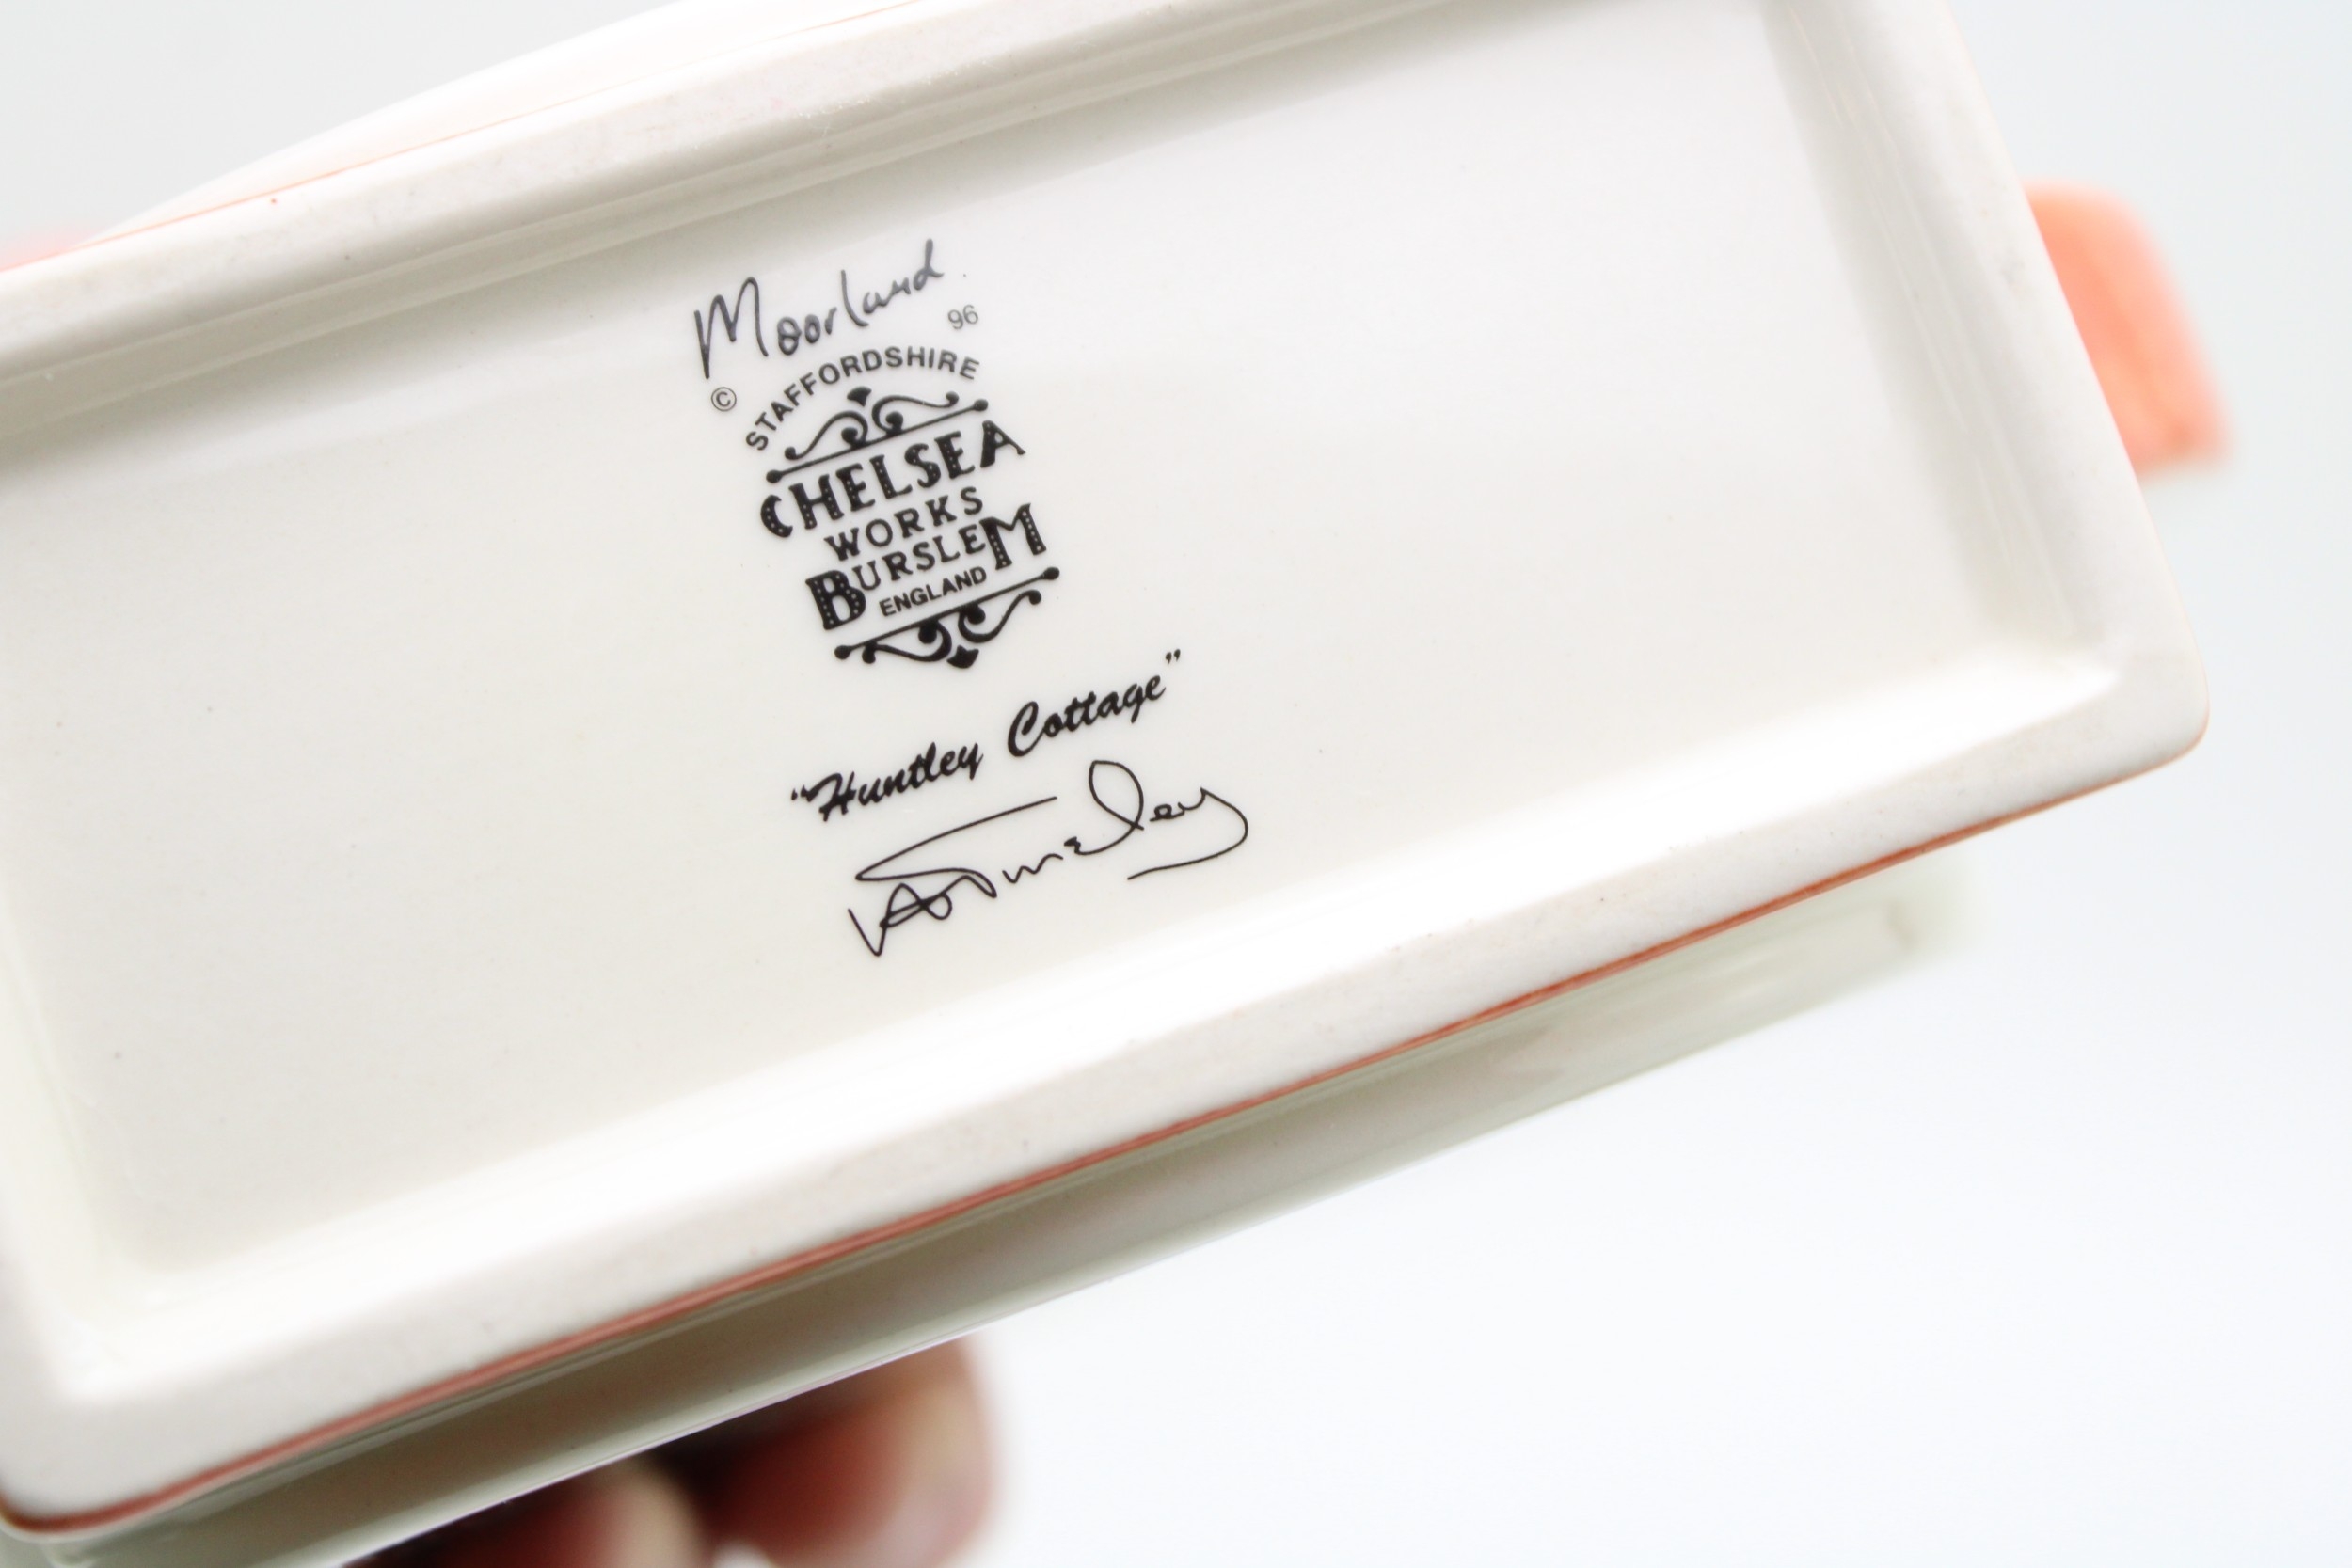 Moorland
96
©
STAFFORDSHIRE
CHELSEA
WORKS
BURSLEM
ENGLAND
"Huntley Cottage"